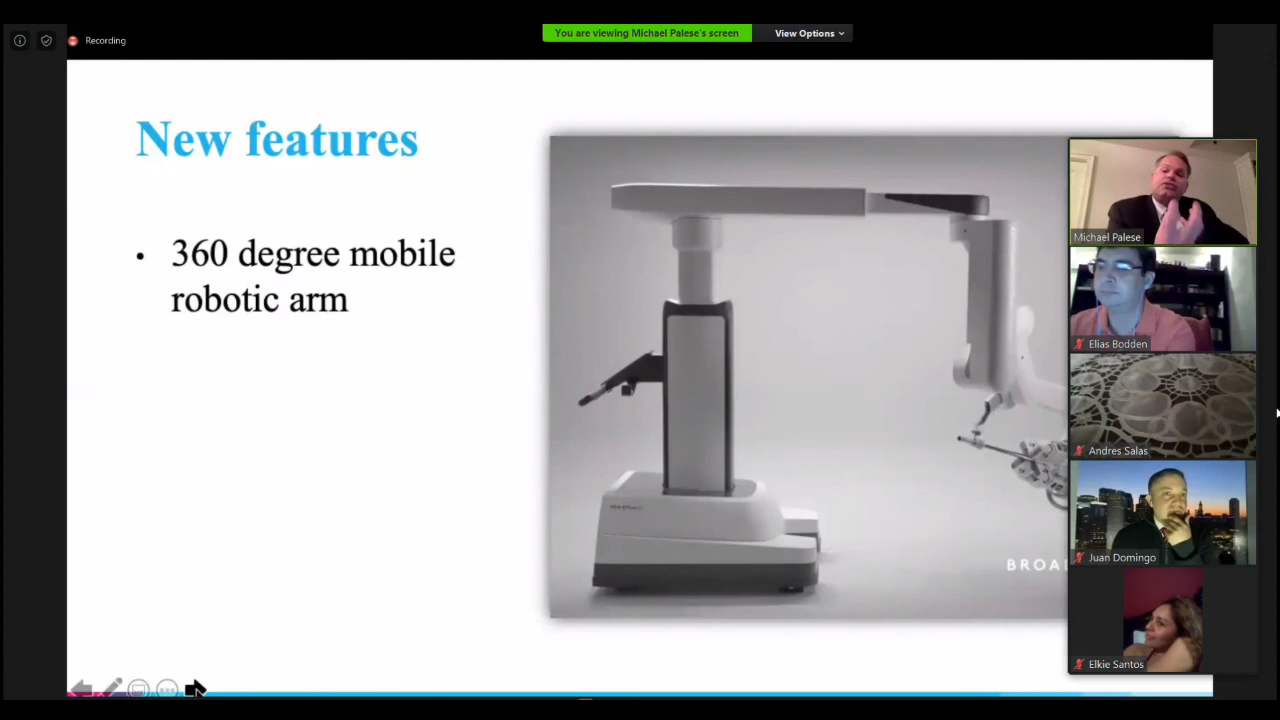 Recording
You are viewing Michael Palese's screen
View Options
New features
• 360 degree mobile
robotic arm
BROA
Michael Palese
Elias Bodden
Andres Salas
Juan Domingo
Elkie Santos